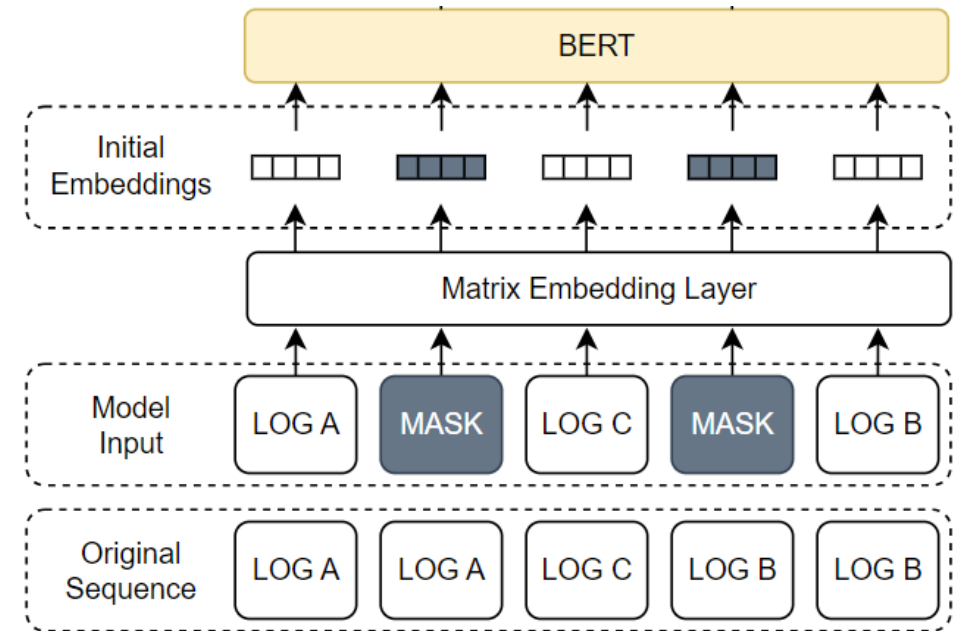 BERT
Initial
Embeddings
Matrix Embedding Layer
Model
Input
LOG A
MASK
LOG C
MASK
LOG B
Original
Sequence
LOG A
LOG A
LOG C
LOG B
LOG B